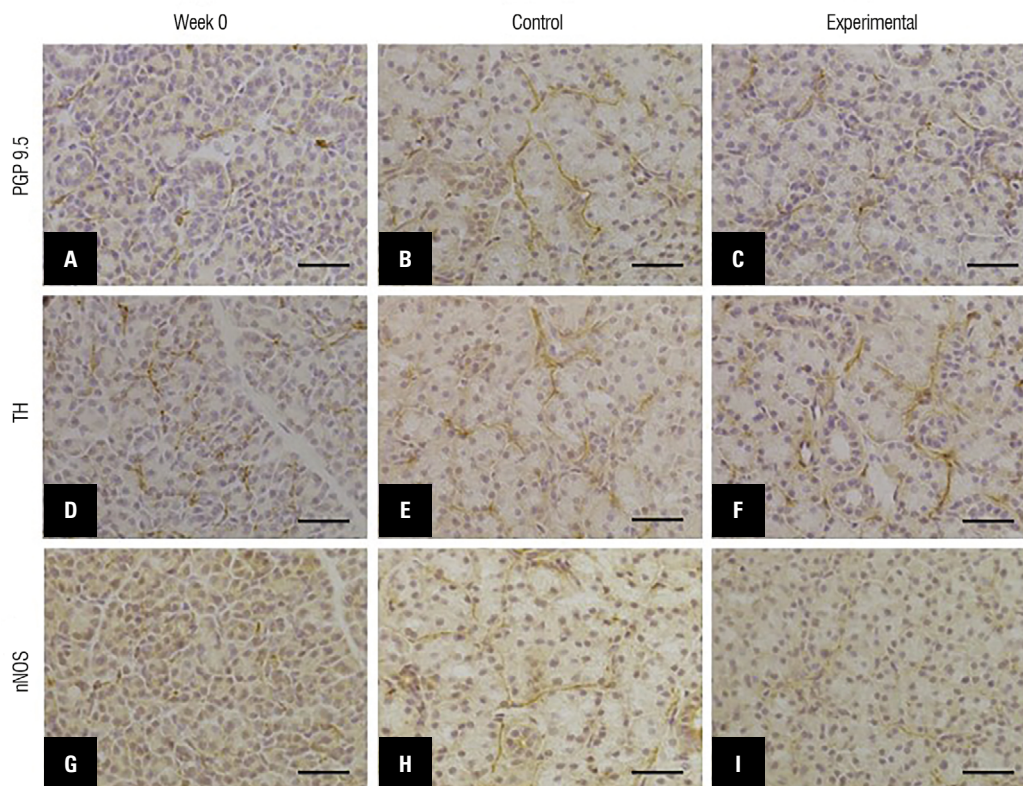 Week 0 Control Experimental
PGP 9.5
A B C
TH
D E F
nNOS
G H I